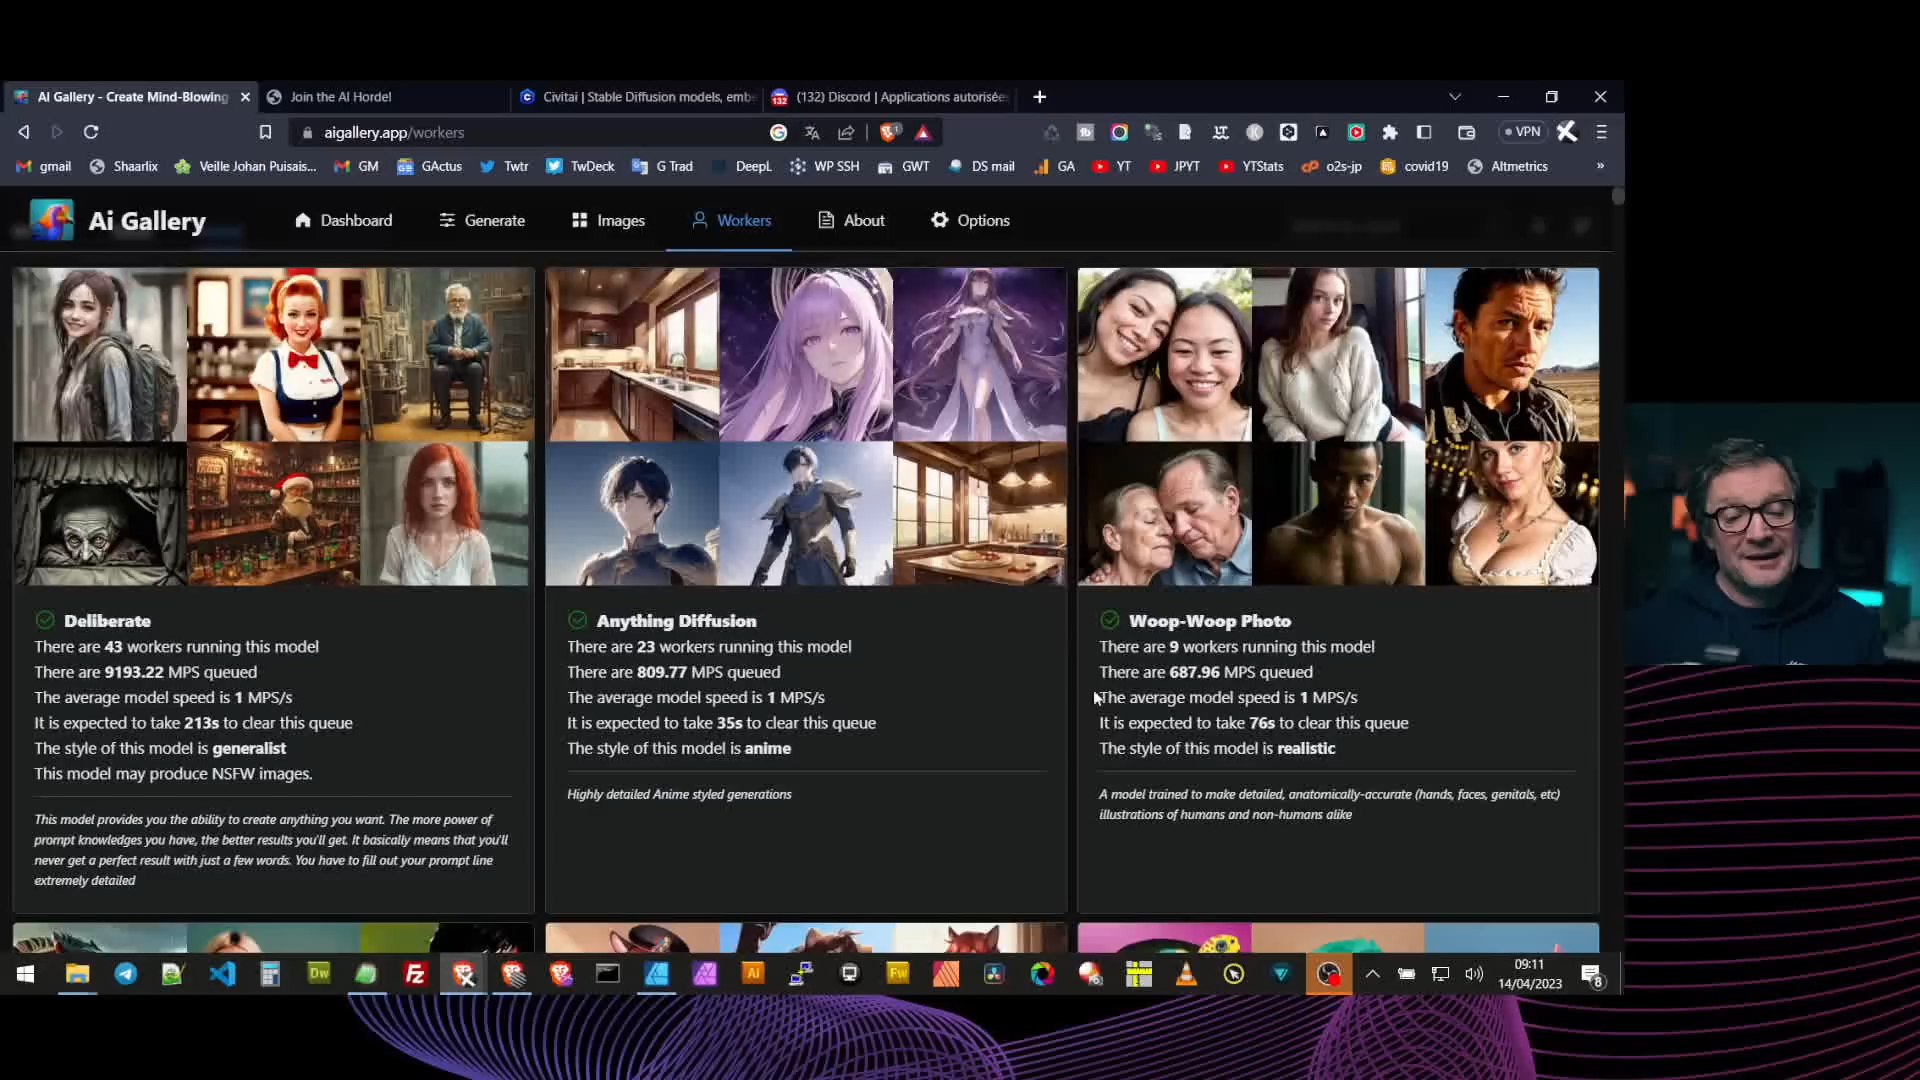 AI Gallery - Create Mind-Blowing
Join the AI Horde!
Civitai | Stable Diffusion models, embe
(132) Discord | Applications autorisées
aigallery.app/workers
VPN
gmail
Shaarlix
Veille Johan Puisais...
GM
GActus
Twtr
TwDeck
G Trad
DeepL
WP SSH
GWT
DS mail
GA
YT
JPYT
YTStats
o2s-jp
covid19
Altmetrics
»
Ai Gallery
Dashboard
Generate
Images
Workers
About
Options
Deliberate
There are 43 workers running this model
There are 9193.22 MPS queued
The average model speed is 1 MPS/s
It is expected to take 213s to clear this queue
The style of this model is generalist
This model may produce NSFW images.
This model provides you the ability to create anything you want. The more power of
prompt knowledges you have, the better results you'll get. It basically means that you'll
never get a perfect result with just a few words. You have to fill out your prompt line
extremely detailed
Anything Diffusion
There are 23 workers running this model
There are 809.77 MPS queued
The average model speed is 1 MPS/s
It is expected to take 35s to clear this queue
The style of this model is anime
Highly detailed Anime styled generations
Woop-Woop Photo
There are 9 workers running this model
There are 687.96 MPS queued
The average model speed is 1 MPS/s
It is expected to take 76s to clear this queue
The style of this model is realistic
A model trained to make detailed, anatomically-accurate (hands, faces, genitals, etc)
illustrations of humans and non-humans alike
Dw
Fz
Ai
Fw
09:11
14/04/2023
8